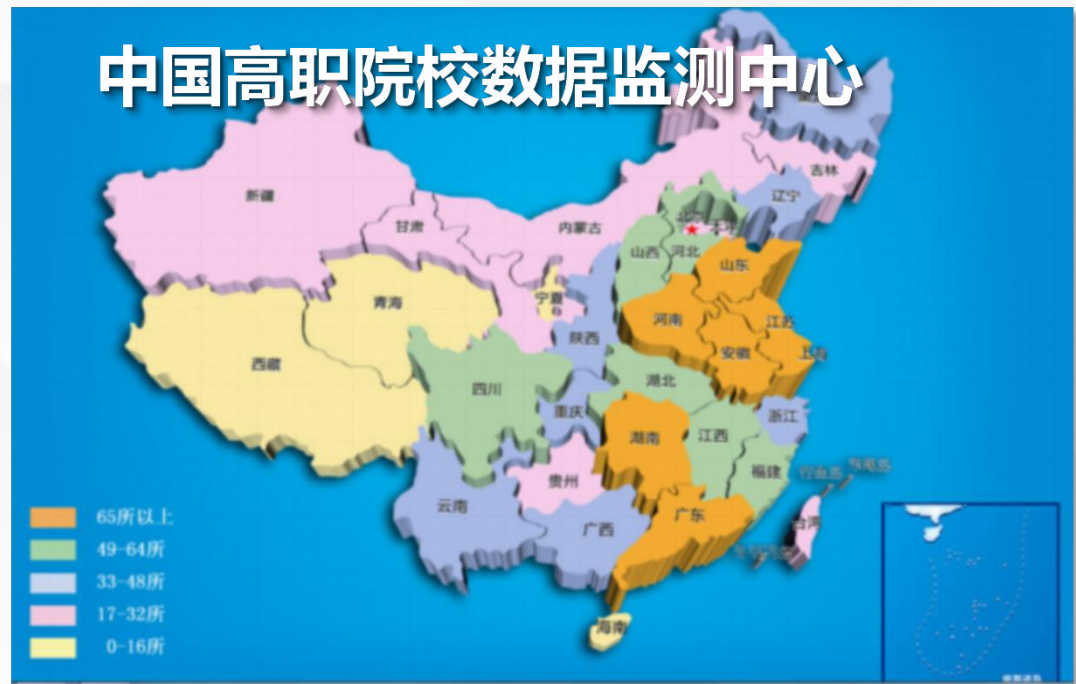 中国高职院校数据监测中心
吉林
新疆
辽宁
甘肃
内蒙古
北京
山西
河北
山东
青海
宁夏
河南
江苏
陕西
安徽
上海
西藏
四川
湖北
重庆
浙江
湖南
江西
福建
贵州
云南
广西
广东
台湾
海南
65所以上
49-64所
33-48所
17-32所
0-16所